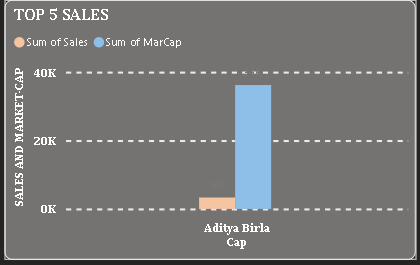 TOP 5 SALES
Sum of Sales Sum of MarCap
SALES AND MARKET-CAP
40K
20K
0K
Aditya Birla
Cap